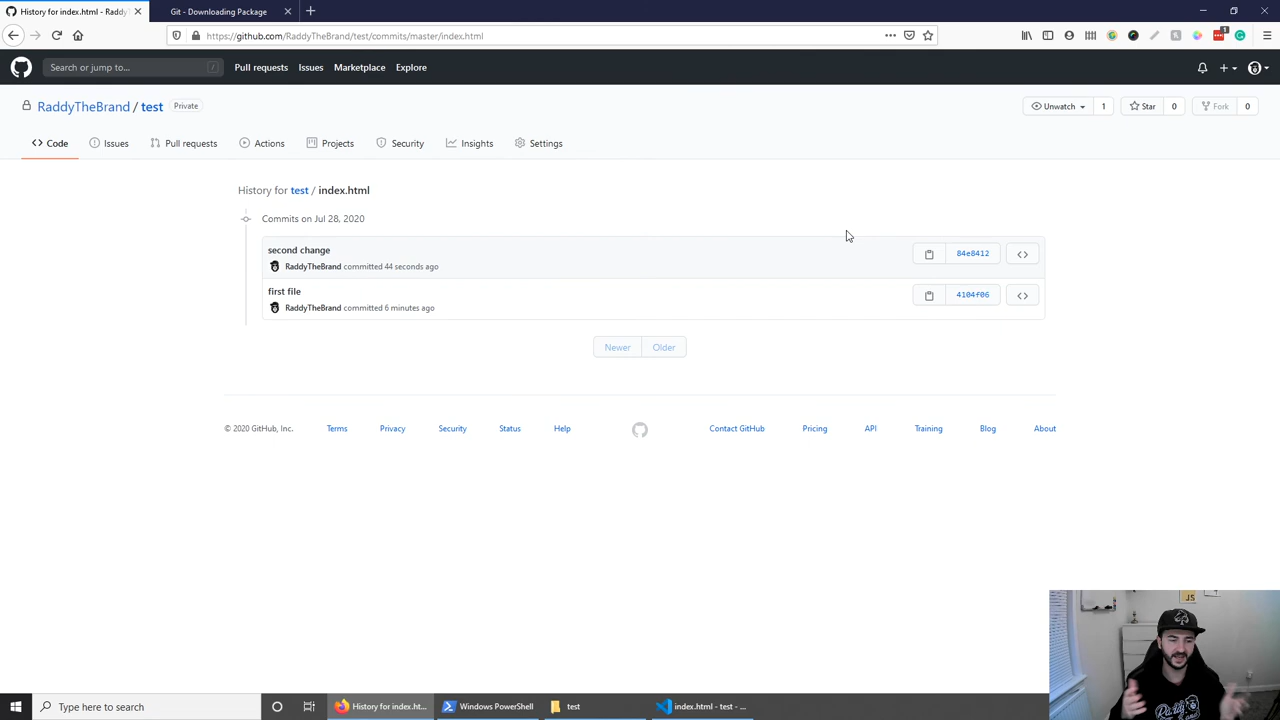 History for index.html - RaddyT
Git - Downloading Package
https://github.com/RaddyTheBrand/test/commits/master/index.html
1
Search or jump to...
/
Pull requests
Issues
Marketplace
Explore
RaddyTheBrand / test
Private
Unwatch
1
Star
0
Fork
0
Code
Issues
Pull requests
Actions
Projects
Security
Insights
Settings
History for test / index.html
Commits on Jul 28, 2020
second change
84e8412
RaddyTheBrand committed 44 seconds ago
first file
4104f06
RaddyTheBrand committed 6 minutes ago
Newer
Older
© 2020 GitHub, Inc.
Terms
Privacy
Security
Status
Help
Contact GitHub
Pricing
API
Training
Blog
About
JS
Type here to search
History for index.ht...
Windows PowerShell
test
index.html - test - ...